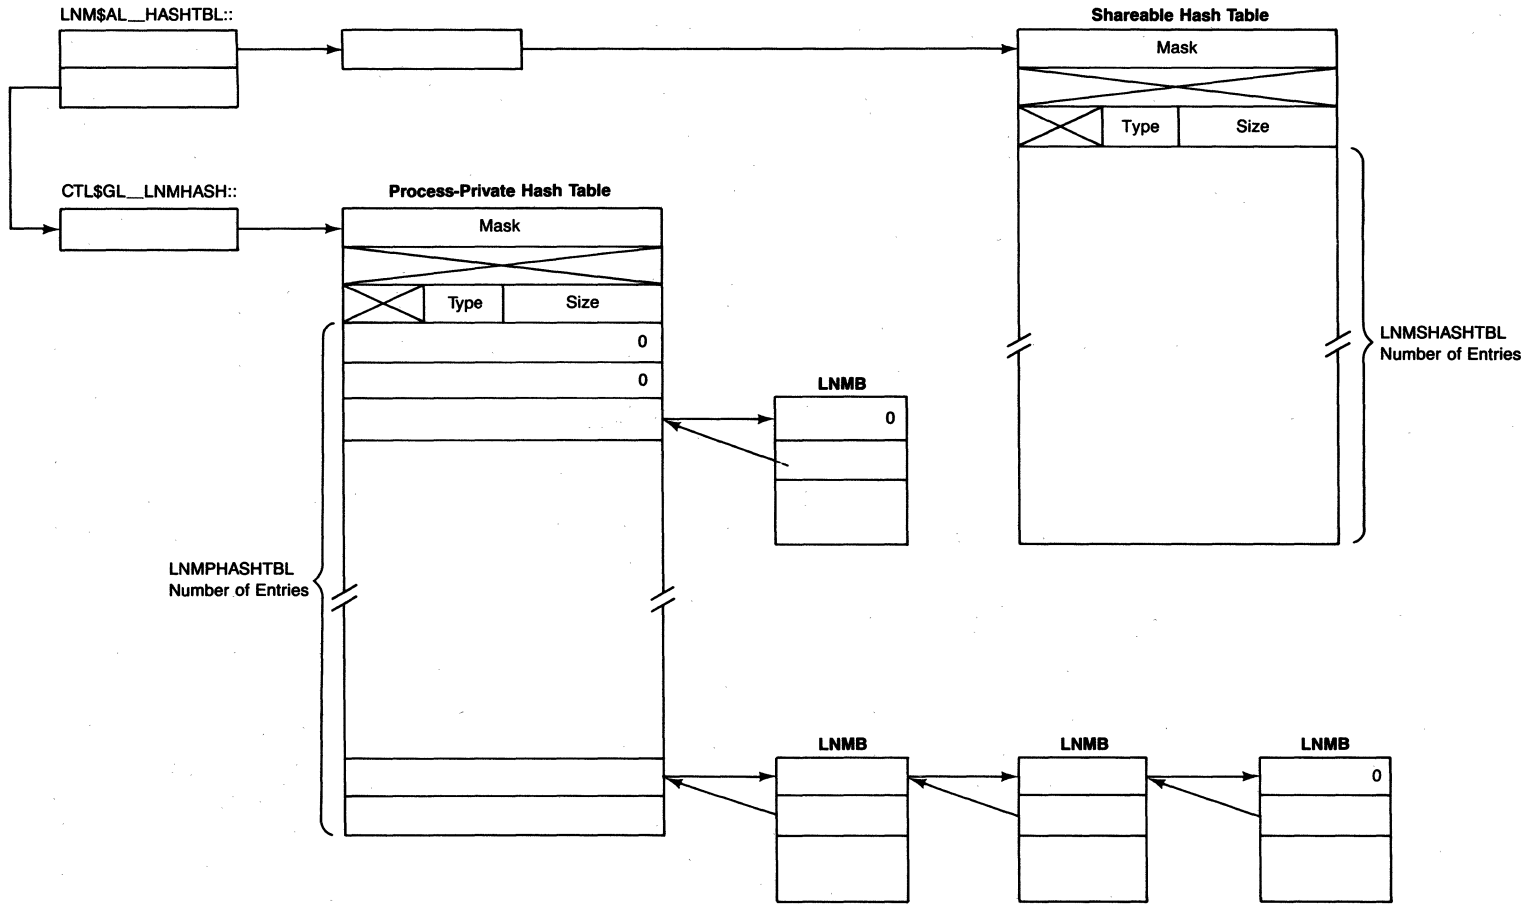 LNM$AL__HASHTBL::
Shareable Hash Table
Mask
Type
Size
CTL$GL__LNMHASH::
Process-Private Hash Table
Mask
Type
Size
0
0
LNMSHASHTBL
Number of Entries
LNMB
0
LNMPHASHTBL
Number of Entries
LNMB
LNMB
LNMB
0